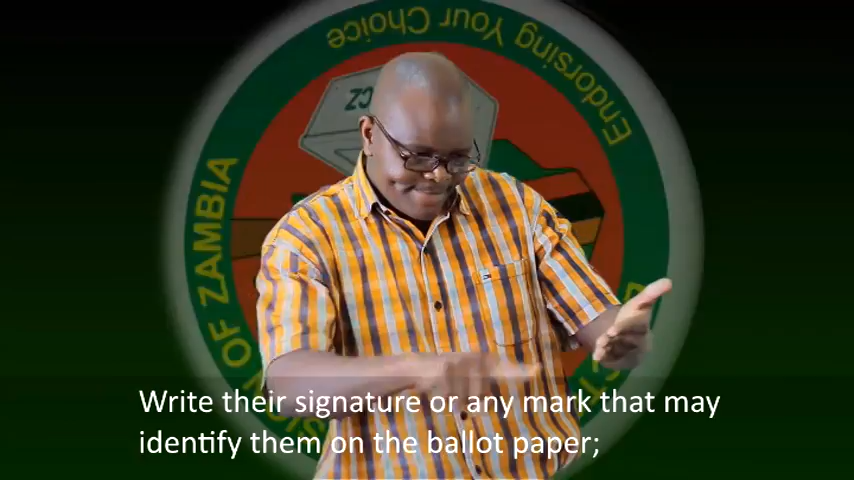 Endorsing Your Choice
CZ
OF ZAMBIA
Write their signature or any mark that may
identify them on the ballot paper;